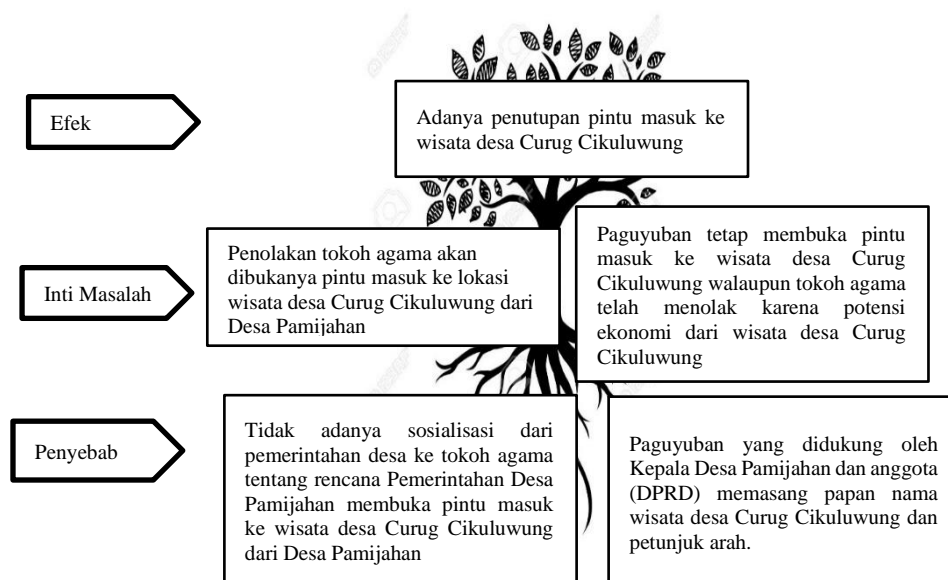 Efek
Adanya penutupan pintu masuk ke
wisata desa Curug Cikuluwung
Inti Masalah
Penolakan tokoh agama akan
dibukanya pintu masuk ke lokasi
wisata desa Curug Cikuluwung dari
Desa Pamijahan
Paguyuban tetap membuka pintu
masuk ke wisata desa Curug
Cikuluwung walaupun tokoh agama
telah menolak karena potensi
ekonomi dari wisata desa Curug
Cikuluwung
Penyebab
Tidak adanya sosialisasi dari
pemerintahan desa ke tokoh agama
tentang rencana Pemerintahan Desa
Pamijahan membuka pintu masuk
ke wisata desa Curug Cikuluwung
dari Desa Pamijahan
Paguyuban yang didukung oleh
Kepala Desa Pamijahan dan anggota
(DPRD) memasang papan nama
wisata desa Curug Cikuluwung dan
petunjuk arah.